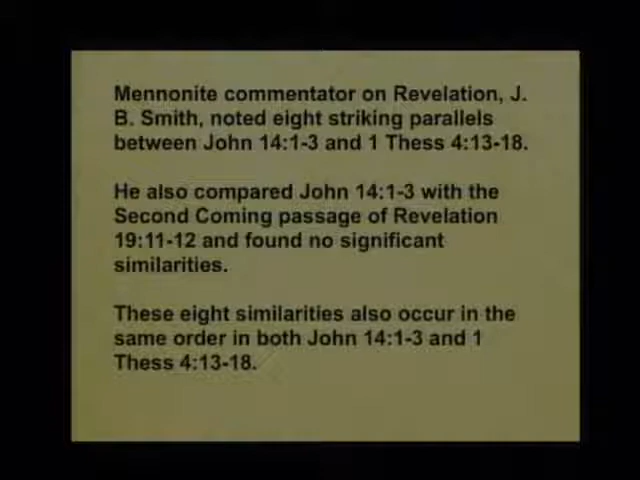 Mennonite commentator on Revelation, J.
B. Smith, noted eight striking parallels
between John 14:1-3 and 1 Thess 4:13-18.
He also compared John 14:1-3 with the
Second Coming passage of Revelation
19:11-12 and found no significant
similarities.
These eight similarities also occur in the
same order in both John 14:1-3 and 1
Thess 4:13-18.